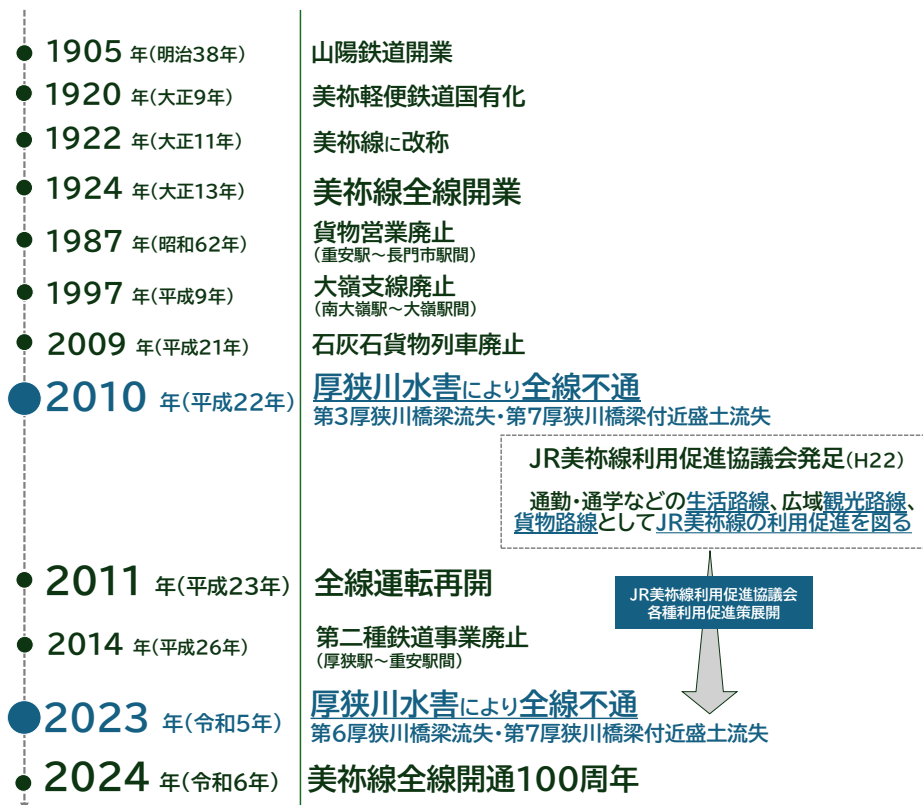 1905 年(明治38年) 山陽鉄道開業
1920 年(大正9年) 美祢軽便鉄道国有化
1922 年(大正11年) 美祢線に改称
1924 年(大正13年) 美祢線全線開業
1987 年(昭和62年) 貨物営業廃止
(重安駅～長門市駅間)
1997 年(平成9年) 大嶺支線廃止
(南大嶺駅～大嶺駅間)
2009 年(平成21年) 石灰石貨物列車廃止
2010 年(平成22年) 厚狭川水害により全線不通
第3厚狭川橋梁流失・第7厚狭川橋梁付近盛土流失
JR美祢線利用促進協議会発足(H22)
通勤・通学などの生活路線、広域観光路線、
貨物路線としてJR美祢線の利用促進を図る
2011 年(平成23年) 全線運転再開
JR美祢線利用促進協議会
各種利用促進策展開
2014 年(平成26年) 第二種鉄道事業廃止
(厚狭駅～重安駅間)
2023 年(令和5年) 厚狭川水害により全線不通
第6厚狭川橋梁流失・第7厚狭川橋梁付近盛土流失
2024 年(令和6年) 美祢線全線開通100周年